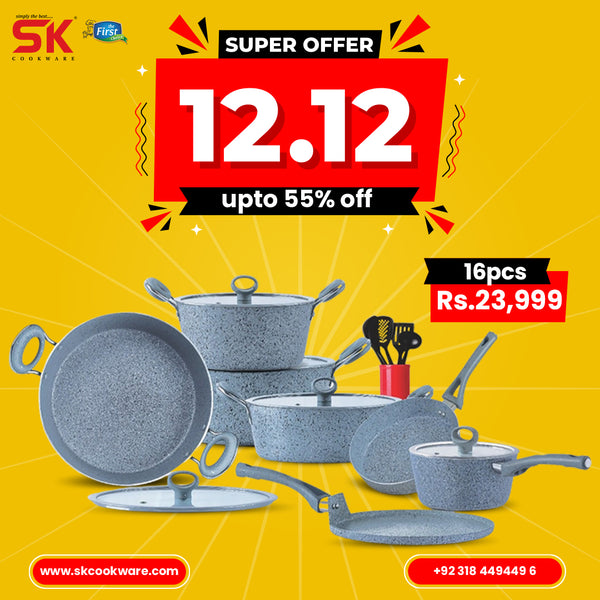 simply the best.....
SK®
COOKWARE
the
First
SUPER OFFER
12.12
upto 55% off
16pcs
Rs.23,999
www.skcookware.com
+92 318 449449 6